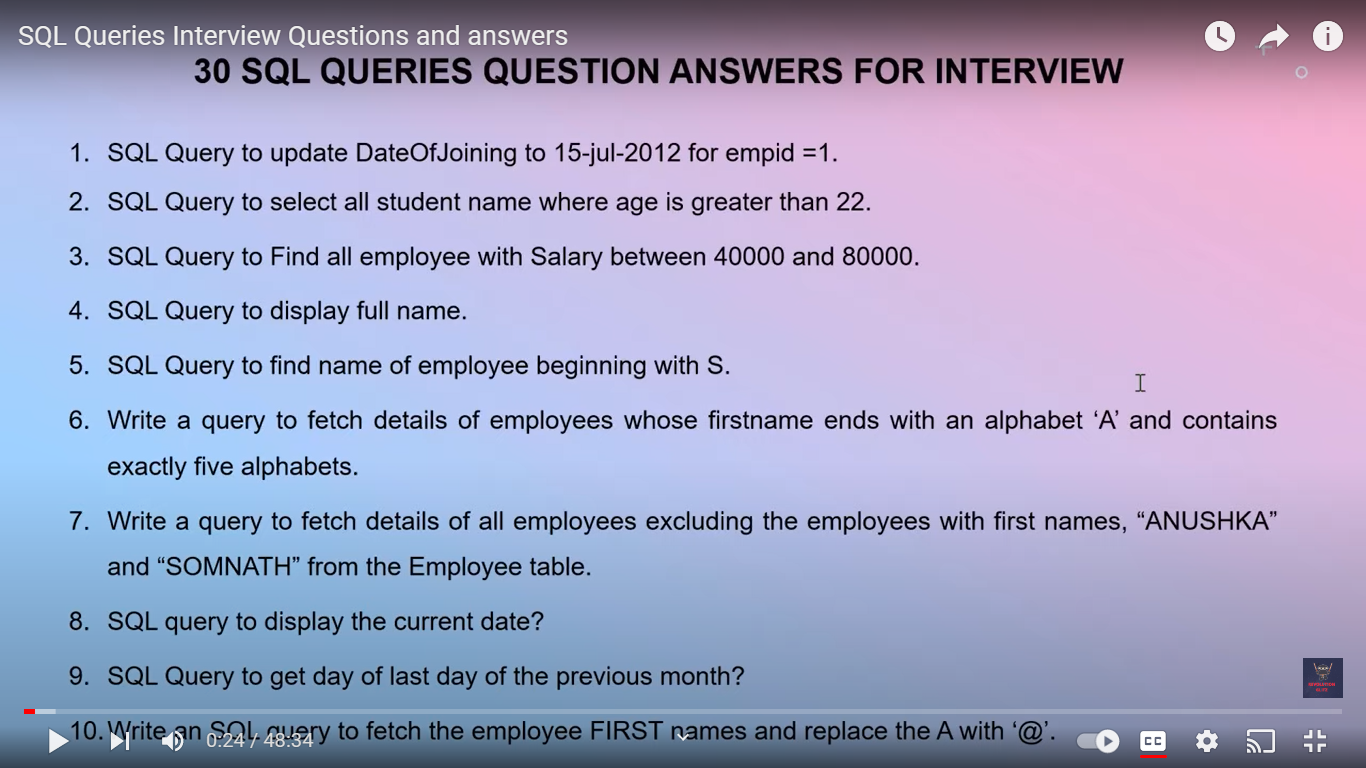 SQL Queries Interview Questions and answers
30 SQL QUERIES QUESTION ANSWERS FOR INTERVIEW
1. SQL Query to update DateOfJoining to 15-jul-2012 for empid =1.
2. SQL Query to select all student name where age is greater than 22.
3. SQL Query to Find all employee with Salary between 40000 and 80000.
4. SQL Query to display full name.
5. SQL Query to find name of employee beginning with S.
6. Write a query to fetch details of employees whose firstname ends with an alphabet ‘A’ and contains
exactly five alphabets.
7. Write a query to fetch details of all employees excluding the employees with first names, “ANUSHKA”
and “SOMNATH” from the Employee table.
8. SQL query to display the current date?
9. SQL Query to get day of last day of the previous month?
10. Write an SQL query to fetch the employee FIRST names and replace the A with ‘@’.
0:24 / 48:34
CC